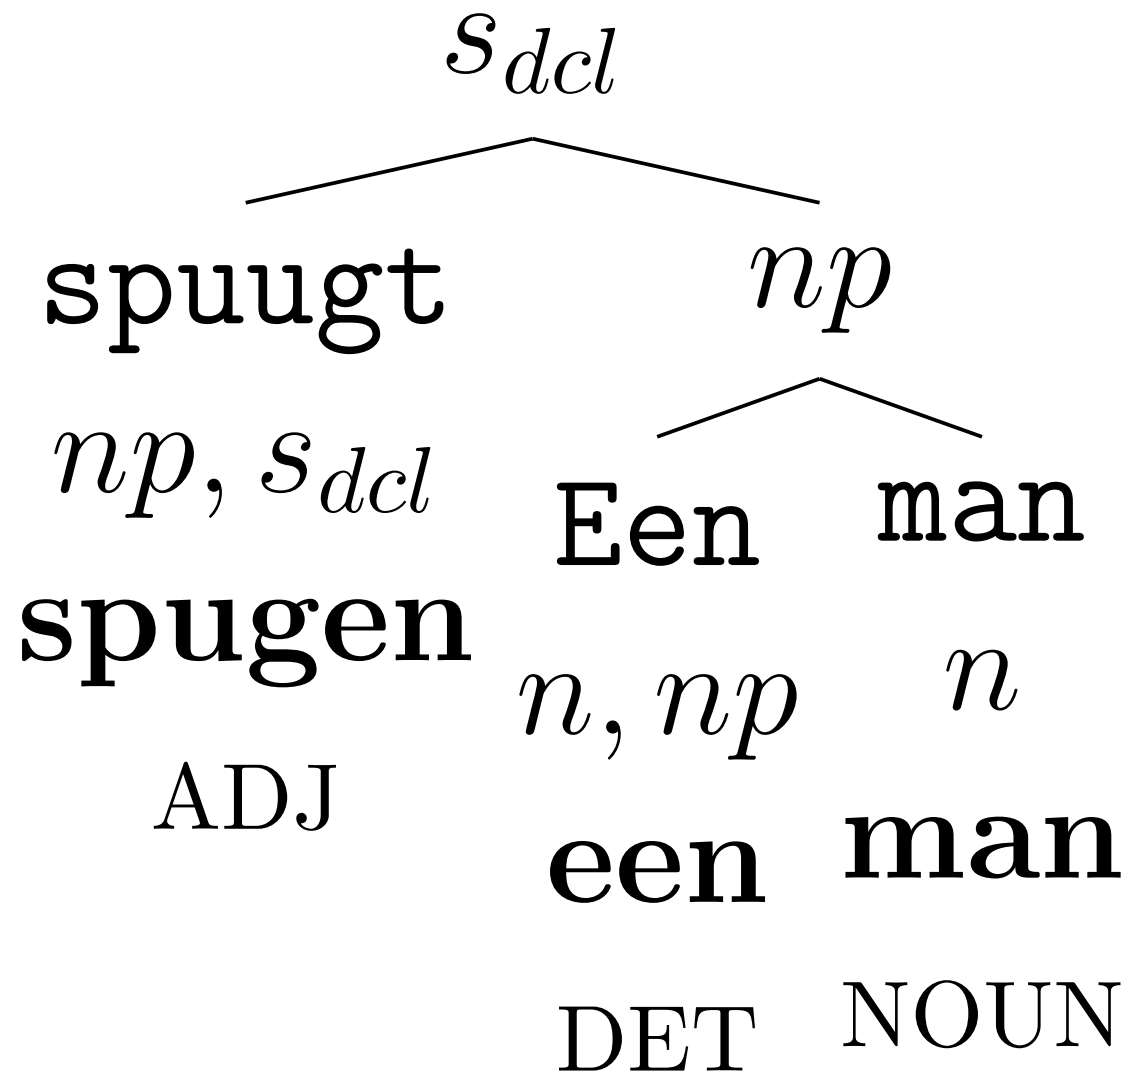 s_dcl
spuugt np
np, s_dcl
Een man
spugen
n, np n
ADJ
een man
DET NOUN